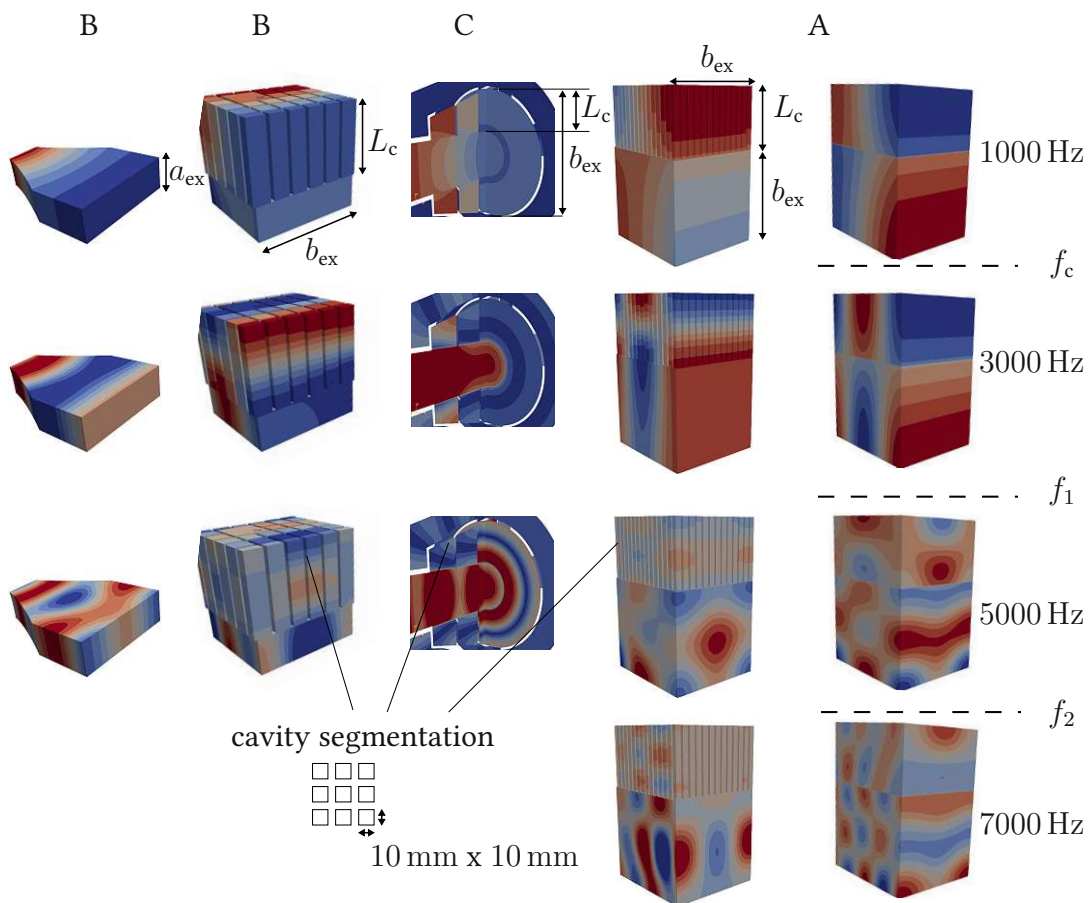 B B C A
b_ex
L_c
L_c
L_c
a_ex
b_ex
b_ex
b_ex
1000 Hz
f_c
3000 Hz
f_1
5000 Hz
f_2
cavity segmentation
7000 Hz
10 mm x 10 mm